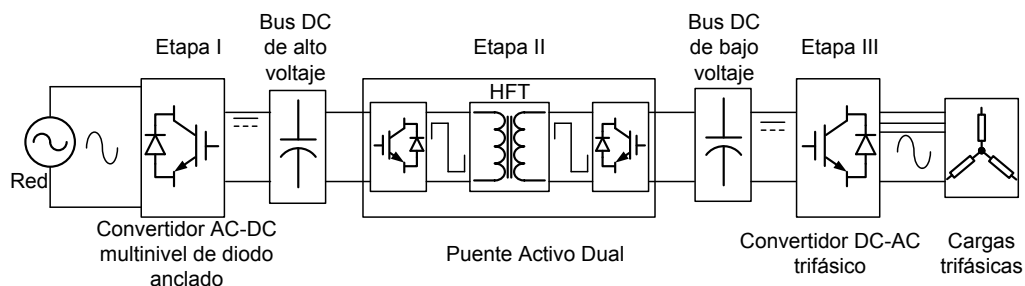 Etapa I
Bus DC
de alto
voltaje
Etapa II
Bus DC
de bajo
voltaje
Etapa III
HFT
Red
Convertidor AC-DC
multinivel de diodo
anclado
Puente Activo Dual
Convertidor DC-AC
trifásico
Cargas
trifásicas